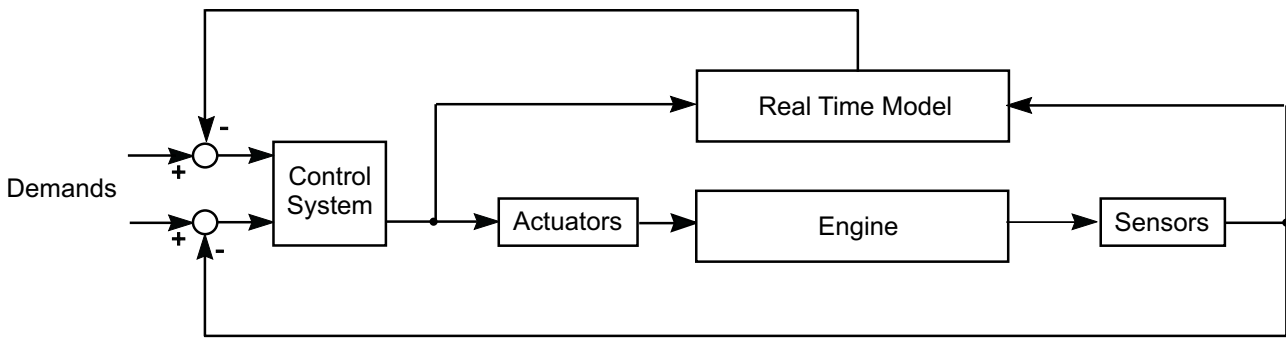 Real Time Model
-
+
Demands
Control
System
+
-
Actuators
Engine
Sensors